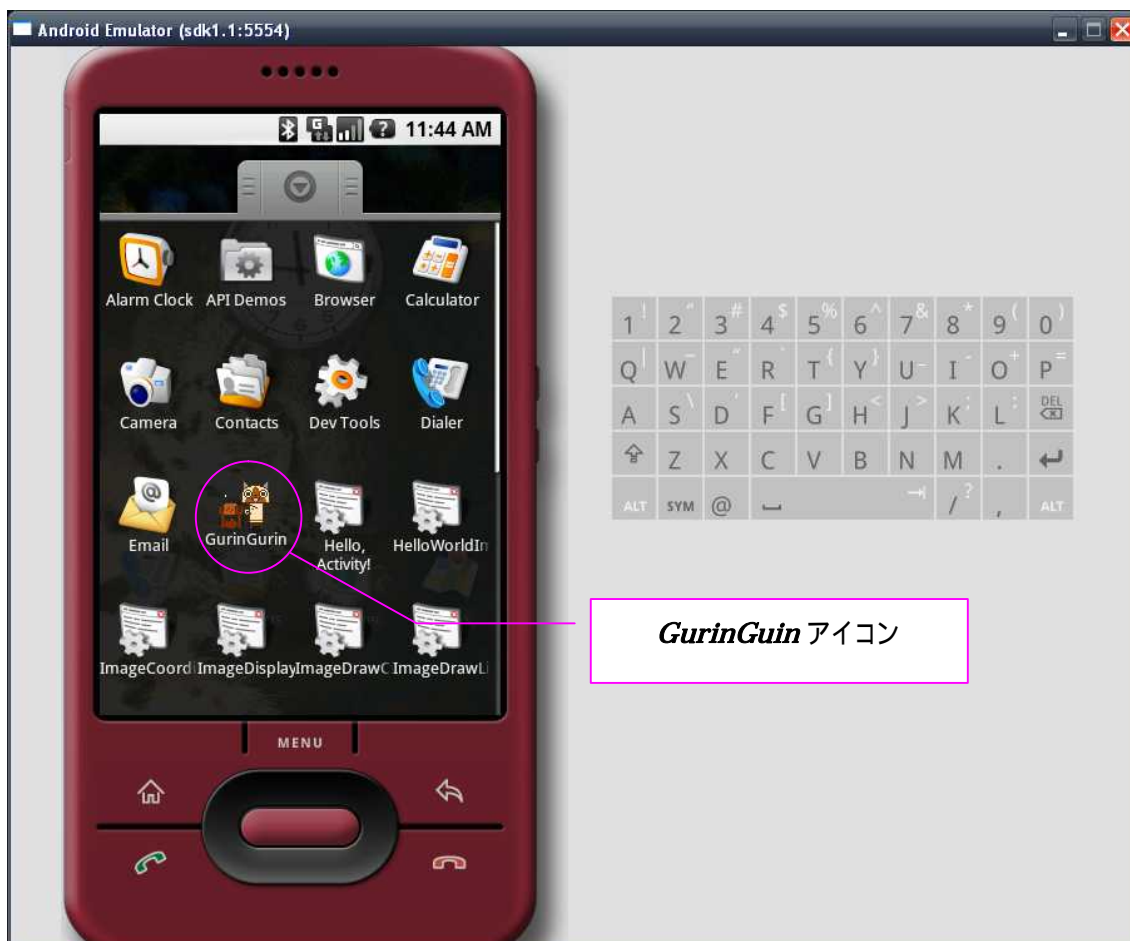 Android Emulator (sdk1.1:5554)
11:44 AM
Alarm Clock API Demos Browser Calculator
Camera Contacts Dev Tools Dialer
Email GurinGurin Hello, Activity! HelloWorldIn
ImageCoordi ImageDisplay ImageDrawC ImageDrawLi
MENU
1 ! 2 " 3 # 4 $ 5 % 6 ^ 7 & 8 * 9 ( 0 )
Q | W ~ E " R ` T { Y } U _ I - O + P =
A S \ D ' F [ G ] H < J > K ; L : DEL
Z X C V B N M .
ALT SYM @ / ? , ALT
GurinGuin アイコン